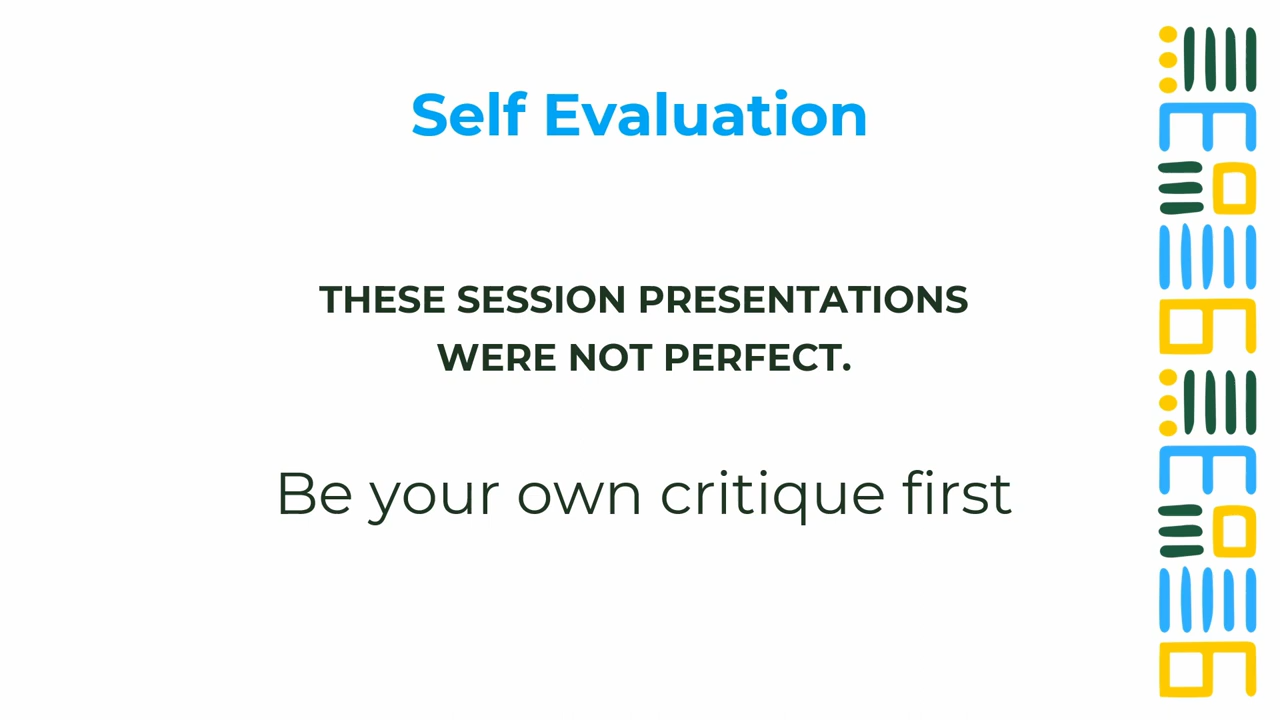 Self Evaluation
THESE SESSION PRESENTATIONS
WERE NOT PERFECT.
Be your own critique first